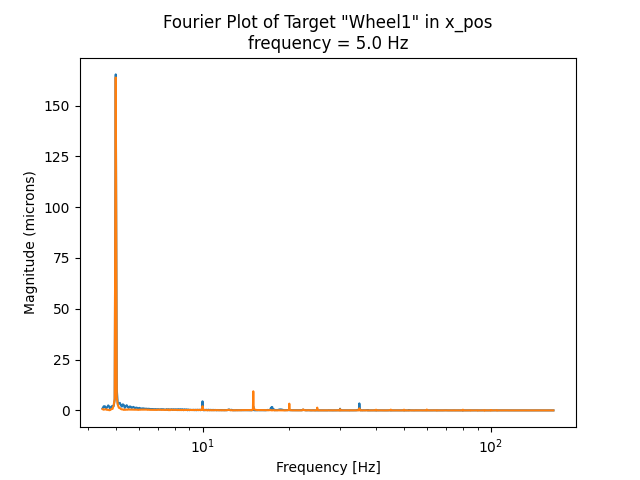 Fourier Plot of Target "Wheel1" in x_pos
frequency = 5.0 Hz
Magnitude (microns)
150
125
100
75
50
25
0
10¹
10²
Frequency [Hz]